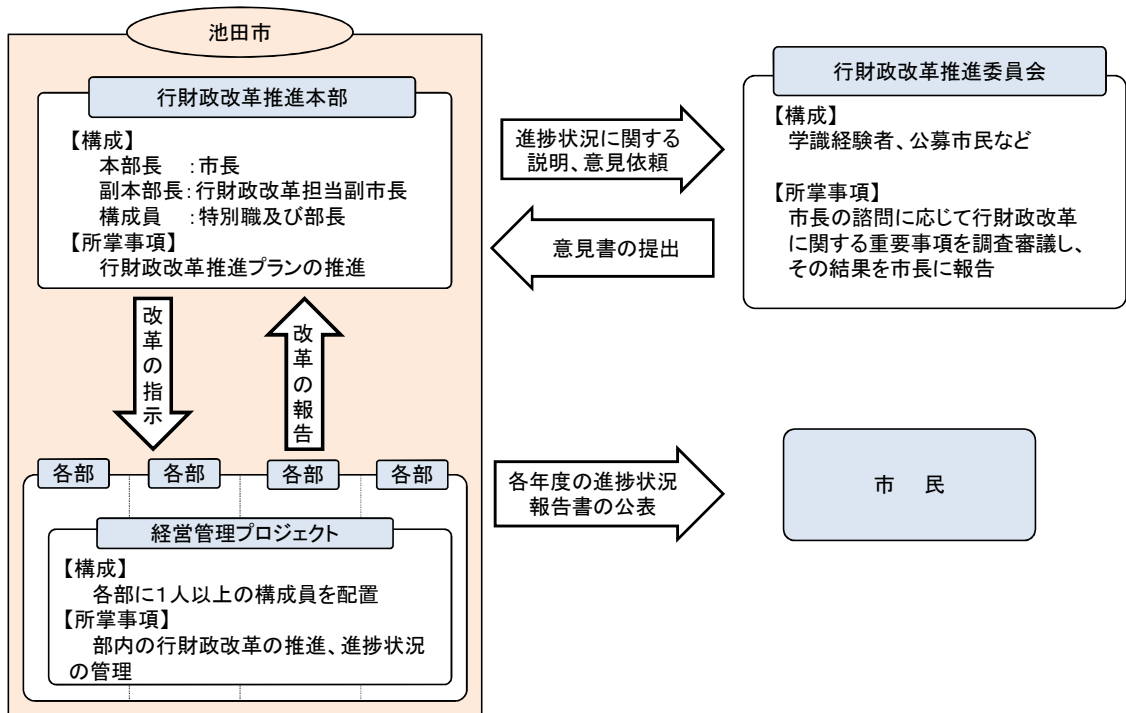 池田市
行財政改革推進本部
【構成】
本部長　：市長
副本部長：行財政改革担当副市長
構成員　：特別職及び部長
【所掌事項】
行財政改革推進プランの推進
改革の指示
改革の報告
各部
各部
各部
各部
経営管理プロジェクト
【構成】
各部に１人以上の構成員を配置
【所掌事項】
部内の行財政改革の推進、進捗状況
の管理
進捗状況に関する
説明、意見依頼
意見書の提出
行財政改革推進委員会
【構成】
学識経験者、公募市民など
【所掌事項】
市長の諮問に応じて行財政改革
に関する重要事項を調査審議し、
その結果を市長に報告
各年度の進捗状況
報告書の公表
市　民